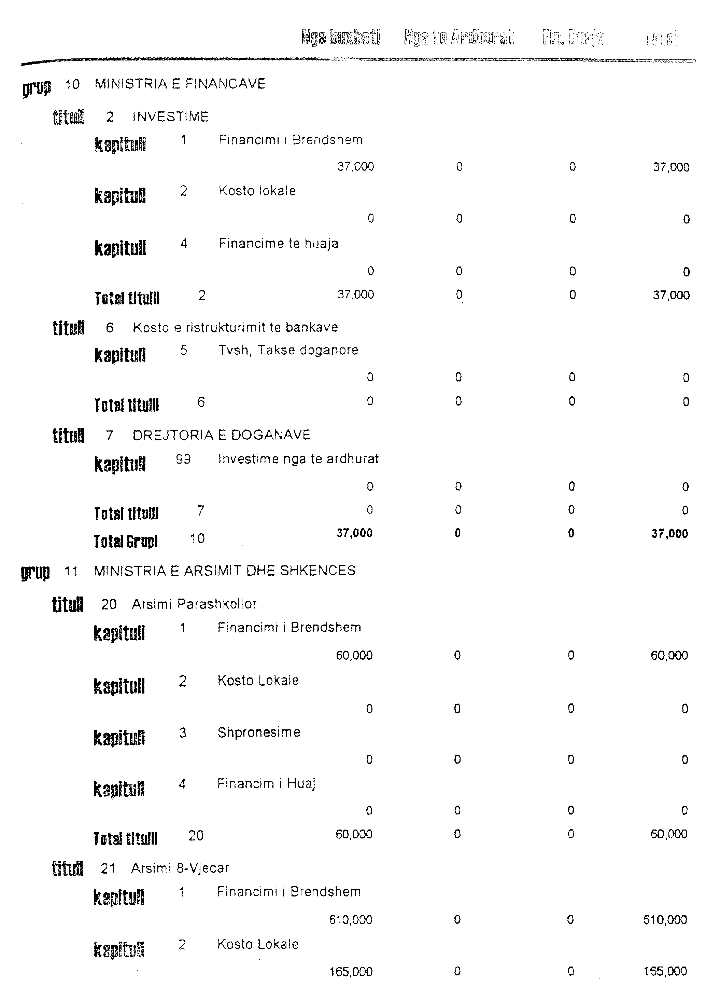 Nga buxheti Nga te Ardhurat Fin. Huaja Total
grup 10 MINISTRIA E FINANCAVE
titull 2 INVESTIME
kapitull 1 Financimi i Brendshem
37,000 0 0 37,000
kapitull 2 Kosto lokale
0 0 0 0
kapitull 4 Financime te huaja
0 0 0 0
Total titulli 2 37,000 0 0 37,000
titull 6 Kosto e ristrukturimit te bankave
kapitull 5 Tvsh, Takse doganore
0 0 0 0
Total titulli 6 0 0 0 0
titull 7 DREJTORIA E DOGANAVE
kapitull 99 Investime nga te ardhurat
0 0 0 0
Total titulli 7 0 0 0 0
Total Grupi 10 37,000 0 0 37,000
grup 11 MINISTRIA E ARSIMIT DHE SHKENCES
titull 20 Arsimi Parashkollor
kapitull 1 Financimi i Brendshem
60,000 0 0 60,000
kapitull 2 Kosto Lokale
0 0 0 0
kapitull 3 Shpronesime
0 0 0 0
kapitull 4 Financim i Huaj
0 0 0 0
Total titulli 20 60,000 0 0 60,000
titull 21 Arsimi 8-Vjecar
kapitull 1 Financimi i Brendshem
610,000 0 0 610,000
kapitull 2 Kosto Lokale
165,000 0 0 165,000